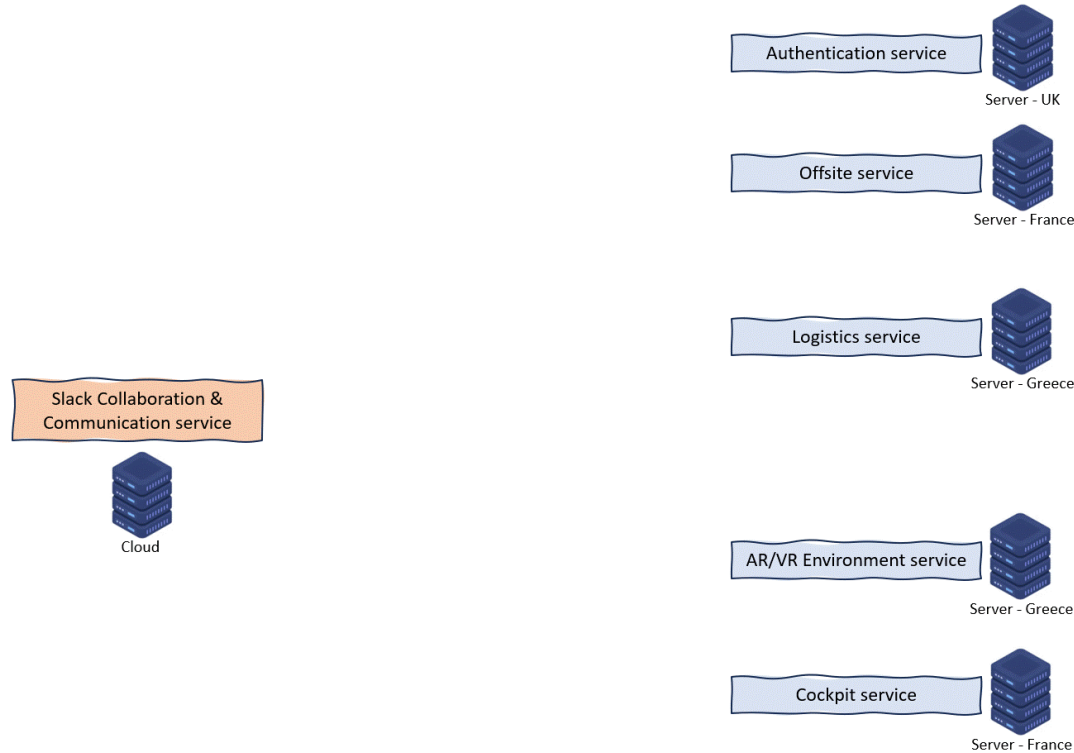 Authentication service
Server - UK
Offsite service
Server - France
Logistics service
Server - Greece
Slack Collaboration &
Communication service
Cloud
AR/VR Environment service
Server - Greece
Cockpit service
Server - France